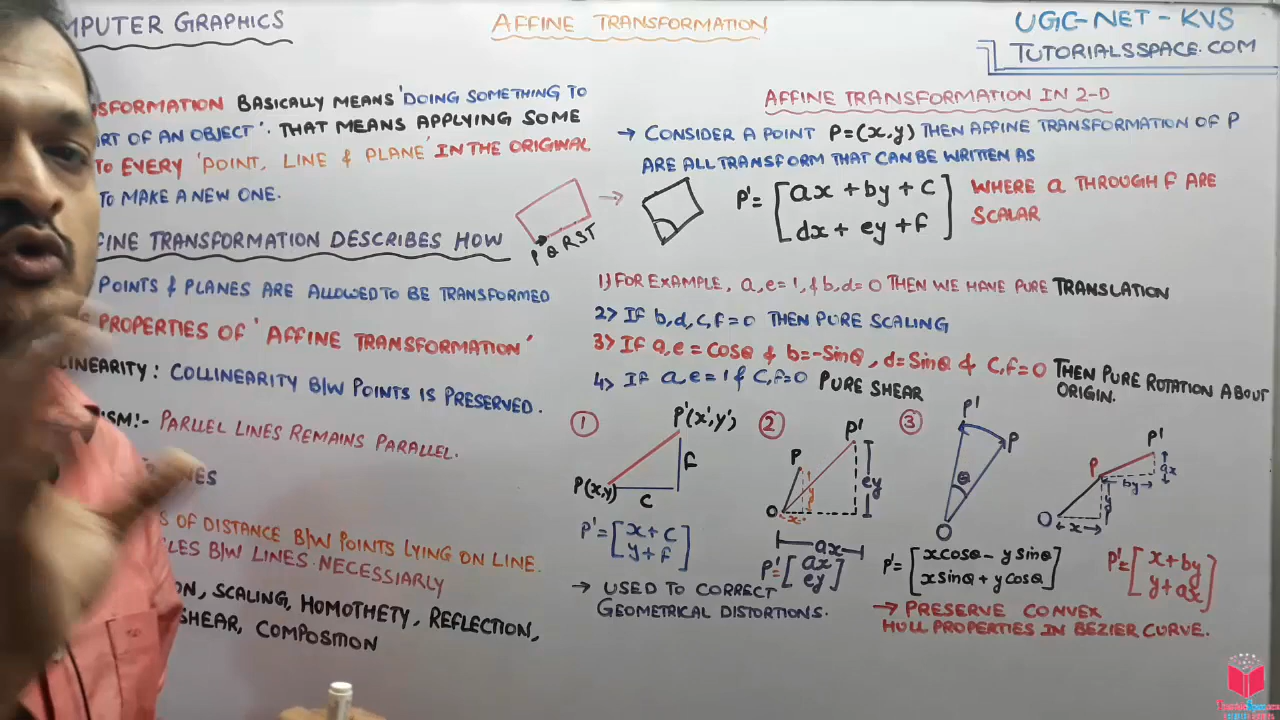 MPUTER GRAPHICS
AFFINE TRANSFORMATION
UGC-NET-KVS
TUTORIALSSPACE.COM
SFORMATION BASICALLY MEANS 'DOING SOMETHING TO
RT OF AN OBJECT'. THAT MEANS APPLYING SOME
TO EVERY 'POINT, LINE & PLANE' IN THE ORIGINAL
TO MAKE A NEW ONE.
P Q R S T
FINE TRANSFORMATION DESCRIBES HOW
POINTS & PLANES ARE ALLOWED TO BE TRANSFORMED
PROPERTIES OF 'AFFINE TRANSFORMATION'
LINEARITY: COLLINEARITY B/W POINTS IS PRESERVED.
ISM!- PARLLEL LINES REMAINS PARALLEL.
NES
S OF DISTANCE B/W POINTS LYING ON LINE.
LES B/W LINES NECESSIARLY
ON, SCALING, HOMOTHETY, REFLECTION,
SHEAR, COMPOSITION
AFFINE TRANSFORMATION IN 2-D
→ CONSIDER A POINT P=(x,y) THEN AFFINE TRANSFORMATION OF P
ARE ALL TRANSFORM THAT CAN BE WRITTEN AS
P'= [ax + by + c
dx + ey + f]
WHERE a THROUGH f ARE
SCALAR
1) FOR EXAMPLE, a,e=1, & b,d=0 THEN WE HAVE PURE TRANSLATION
2> If b,d,c,f=0 THEN PURE SCALING
3> If a,e=cosθ & b=-Sinθ, d=Sinθ & C,f=0 THEN PURE ROTATION ABOUT
ORIGIN.
4> If a,e=1 & C,f=0 PURE SHEAR
1
P'(x',y')
P(x,y)
f
C
P'= [x+c
y+f]
2
P'
P
O
x
y
ey
ax
P'= [ax
ey]
3
P'
P
θ
O
P'= [xcosθ - ySinθ
xSinθ + yCosθ]
P'
P
ax
by
y
O
x
P'= [x+by
y+ax]
→ USED TO CORRECT
GEOMETRICAL DISTORTIONS.
→ PRESERVE CONVEX
HULL PROPERTIES IN BEZIER CURVE.